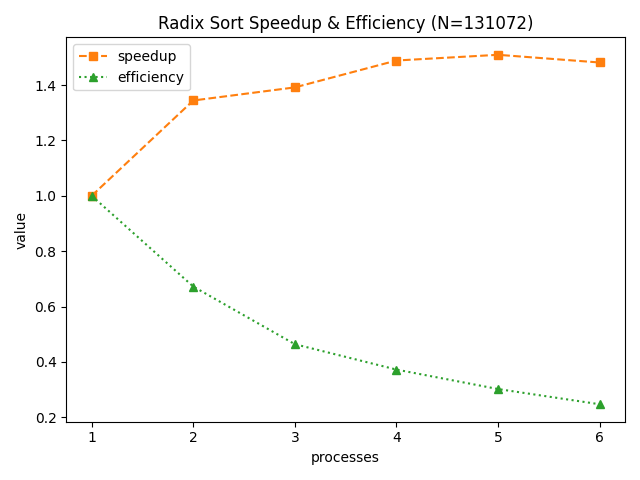 Radix Sort Speedup & Efficiency (N=131072)
speedup
efficiency
value
1.4
1.2
1.0
0.8
0.6
0.4
0.2
1 2 3 4 5 6
processes